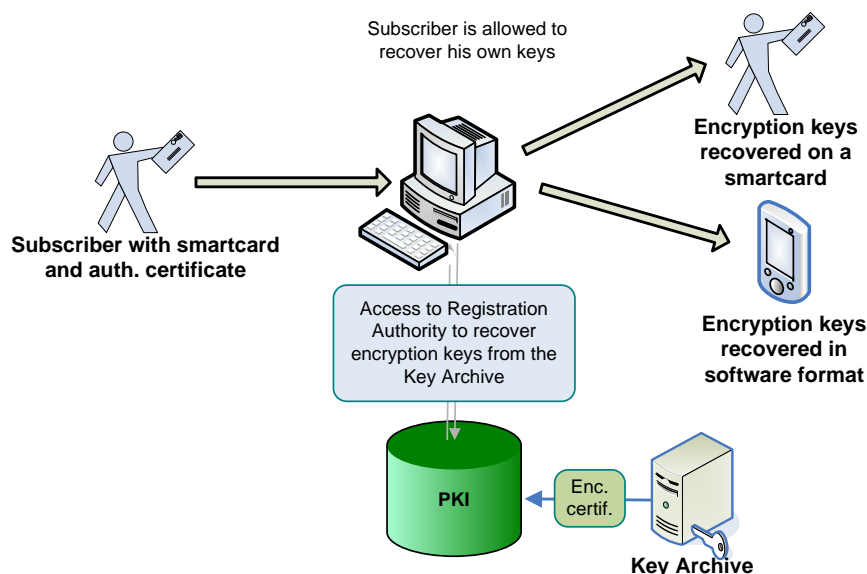 Subscriber is allowed to
recover his own keys
Encryption keys
recovered on a
smartcard
Subscriber with smartcard
and auth. certificate
Access to Registration
Authority to recover
encryption keys from the
Key Archive
Encryption keys
recovered in
software format
PKI
Enc.
certif.
Key Archive